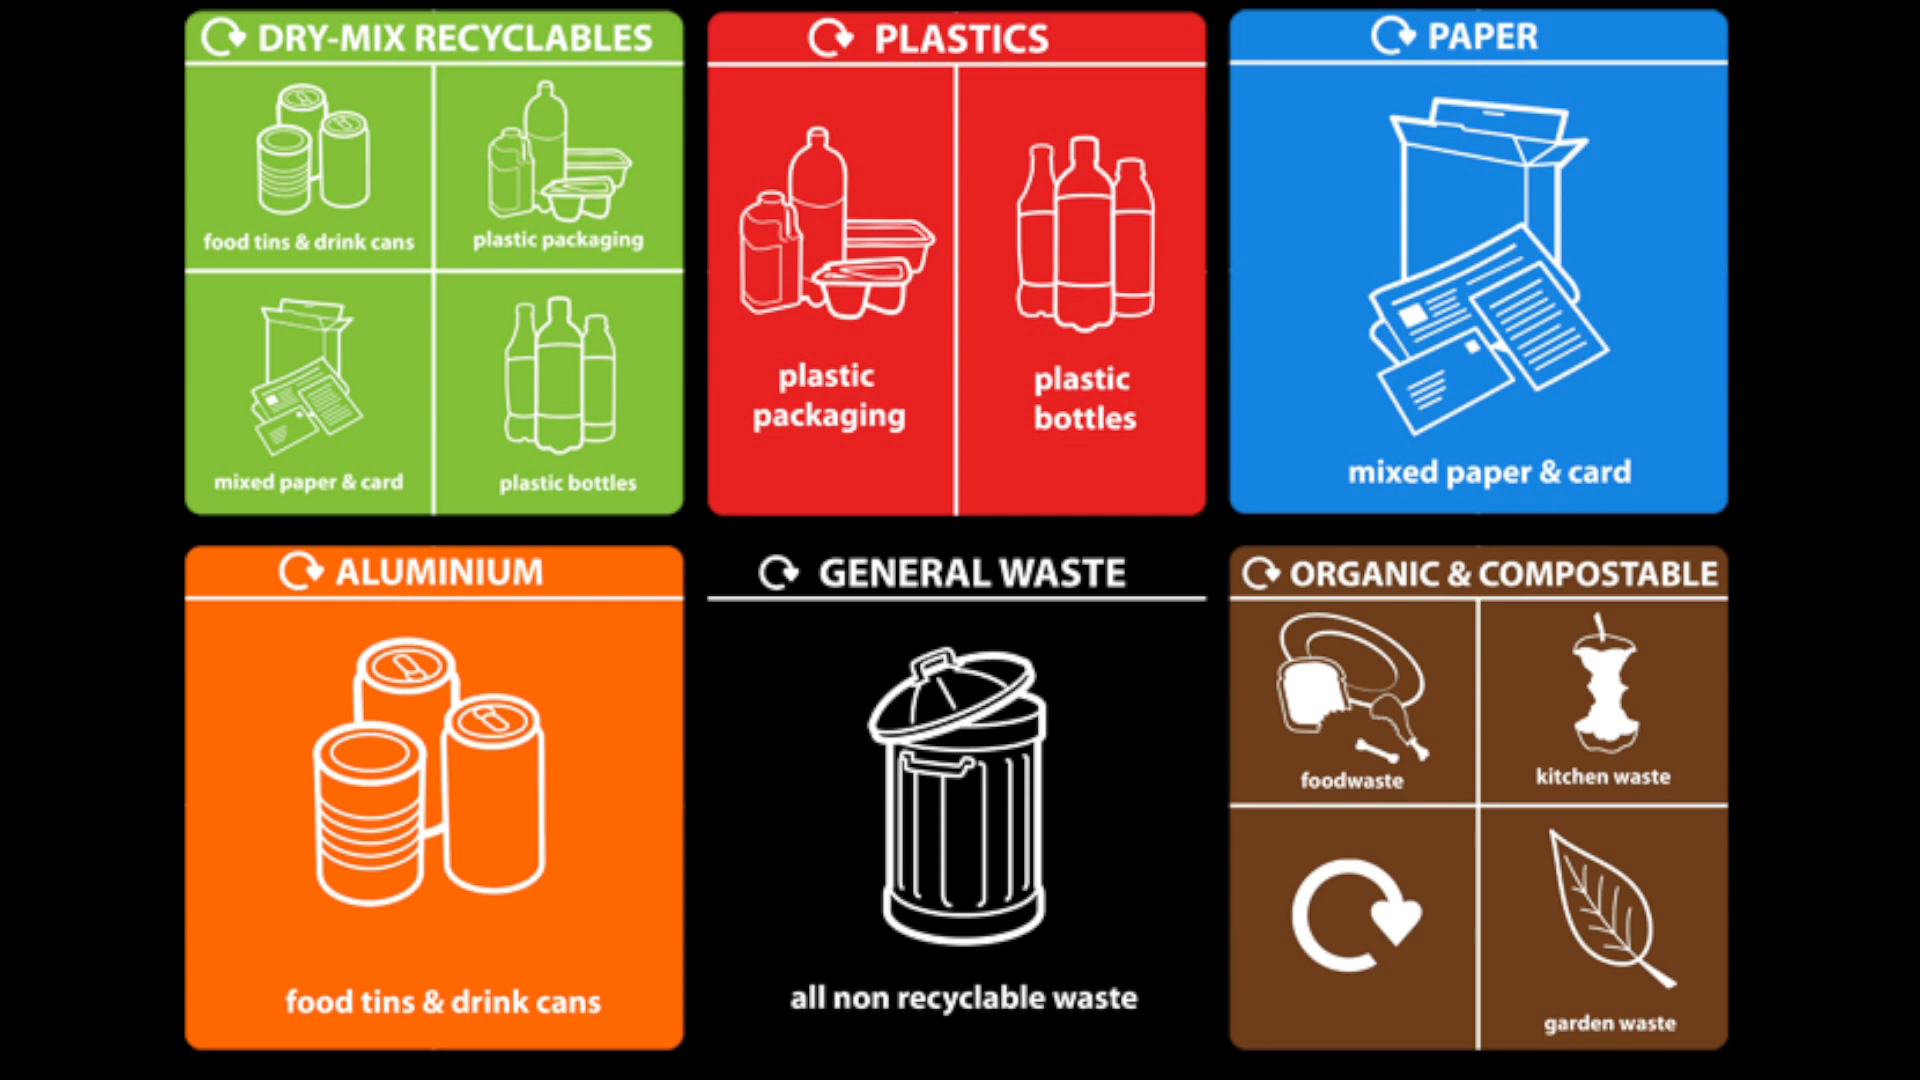 DRY-MIX RECYCLABLES
food tins & drink cans
plastic packaging
mixed paper & card
plastic bottles
PLASTICS
plastic
packaging
plastic
bottles
PAPER
mixed paper & card
ALUMINIUM
food tins & drink cans
GENERAL WASTE
all non recyclable waste
ORGANIC & COMPOSTABLE
foodwaste
kitchen waste
garden waste